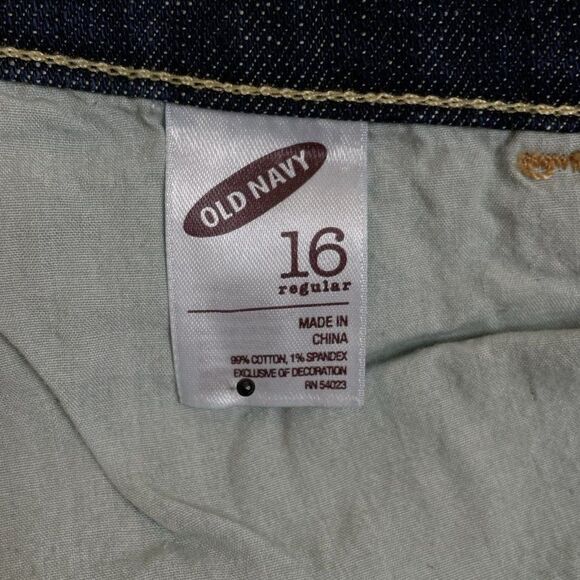 OLD NAVY
16
regular
MADE IN
CHINA
99% COTTON, 1% SPANDEX
EXCLUSIVE OF DECORATION
RN 54023